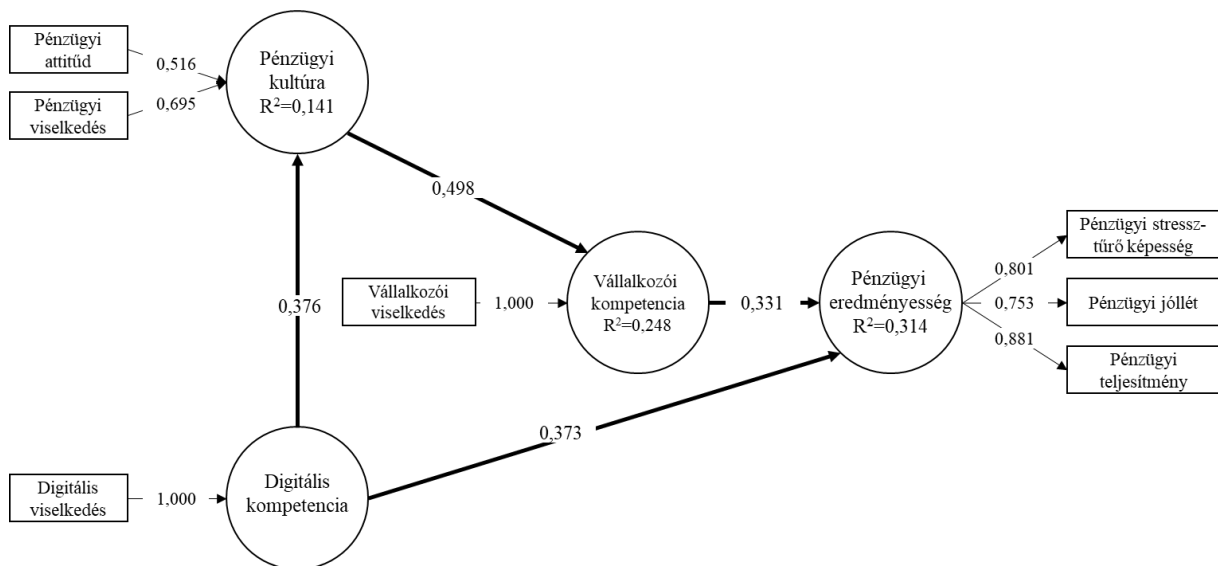 Pénzügyi
attitűd
0,516
Pénzügyi
viselkedés
0,695
Pénzügyi
kultúra
R²=0,141
0,498
0,376
Vállalkozói
viselkedés
1,000
Vállalkozói
kompetencia
R²=0,248
0,331
Pénzügyi
eredményesség
R²=0,314
0,801
0,753
0,881
Pénzügyi stressz-
tűrő képesség
Pénzügyi jóllét
Pénzügyi
teljesítmény
0,373
Digitális
viselkedés
1,000
Digitális
kompetencia